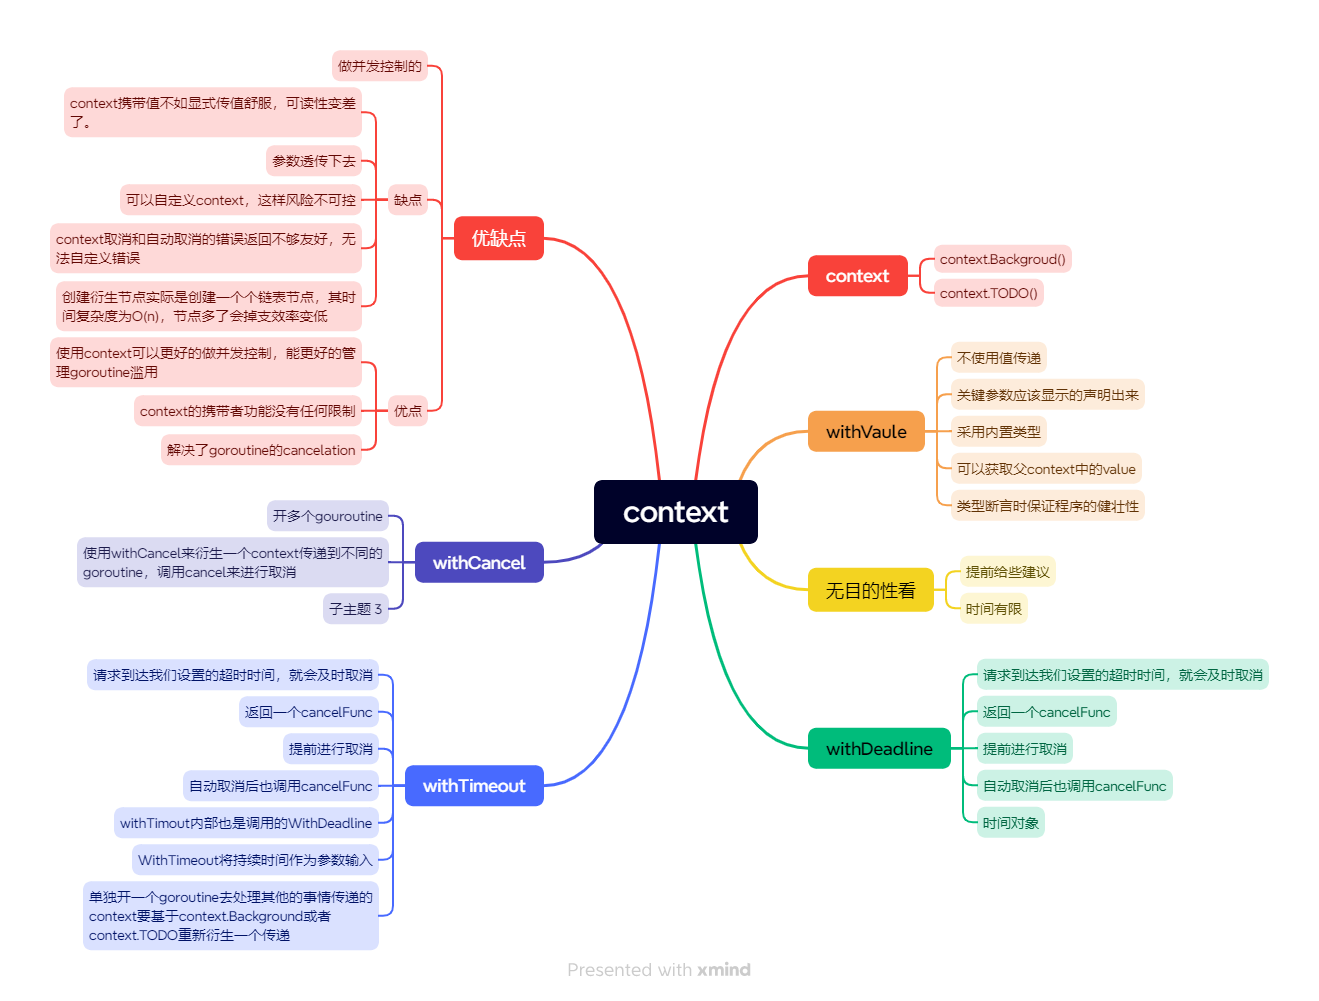 做并发控制的
context携带值不如显式传值舒服，可读性变差
了。
参数透传下去
可以自定义context，这样风险不可控
缺点
context取消和自动取消的错误返回不够友好，无
法自定义错误
创建衍生节点实际是创建一个个链表节点，其时
间复杂度为O(n)，节点多了会掉支效率变低
优缺点
使用context可以更好的做并发控制，能更好的管
理goroutine滥用
context的携带者功能没有任何限制
优点
解决了goroutine的cancelation
context
context.Backgroud()
context.TODO()
withVaule
不使用值传递
关键参数应该显示的声明出来
采用内置类型
可以获取父context中的value
类型断言时保证程序的健壮性
context
开多个gouroutine
使用withCancel来衍生一个context传递到不同的
goroutine，调用cancel来进行取消
子主题 3
withCancel
无目的性看
提前给些建议
时间有限
请求到达我们设置的超时时间，就会及时取消
返回一个cancelFunc
提前进行取消
自动取消后也调用cancelFunc
withTimout内部也是调用的WithDeadline
WithTimeout将持续时间作为参数输入
单独开一个goroutine去处理其他的事情传递的
context要基于context.Background或者
context.TODO重新衍生一个传递
withTimeout
withDeadline
请求到达我们设置的超时时间，就会及时取消
返回一个cancelFunc
提前进行取消
自动取消后也调用cancelFunc
时间对象
Presented with xmind